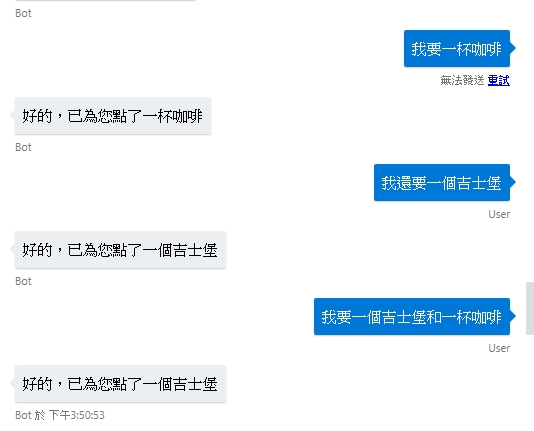 Bot
我要一杯咖啡
無法發送 重試
好的，已為您點了一杯咖啡
Bot
我還要一個吉士堡
User
好的，已為您點了一個吉士堡
Bot
我要一個吉士堡和一杯咖啡
User
好的，已為您點了一個吉士堡
Bot 於 下午3:50:53